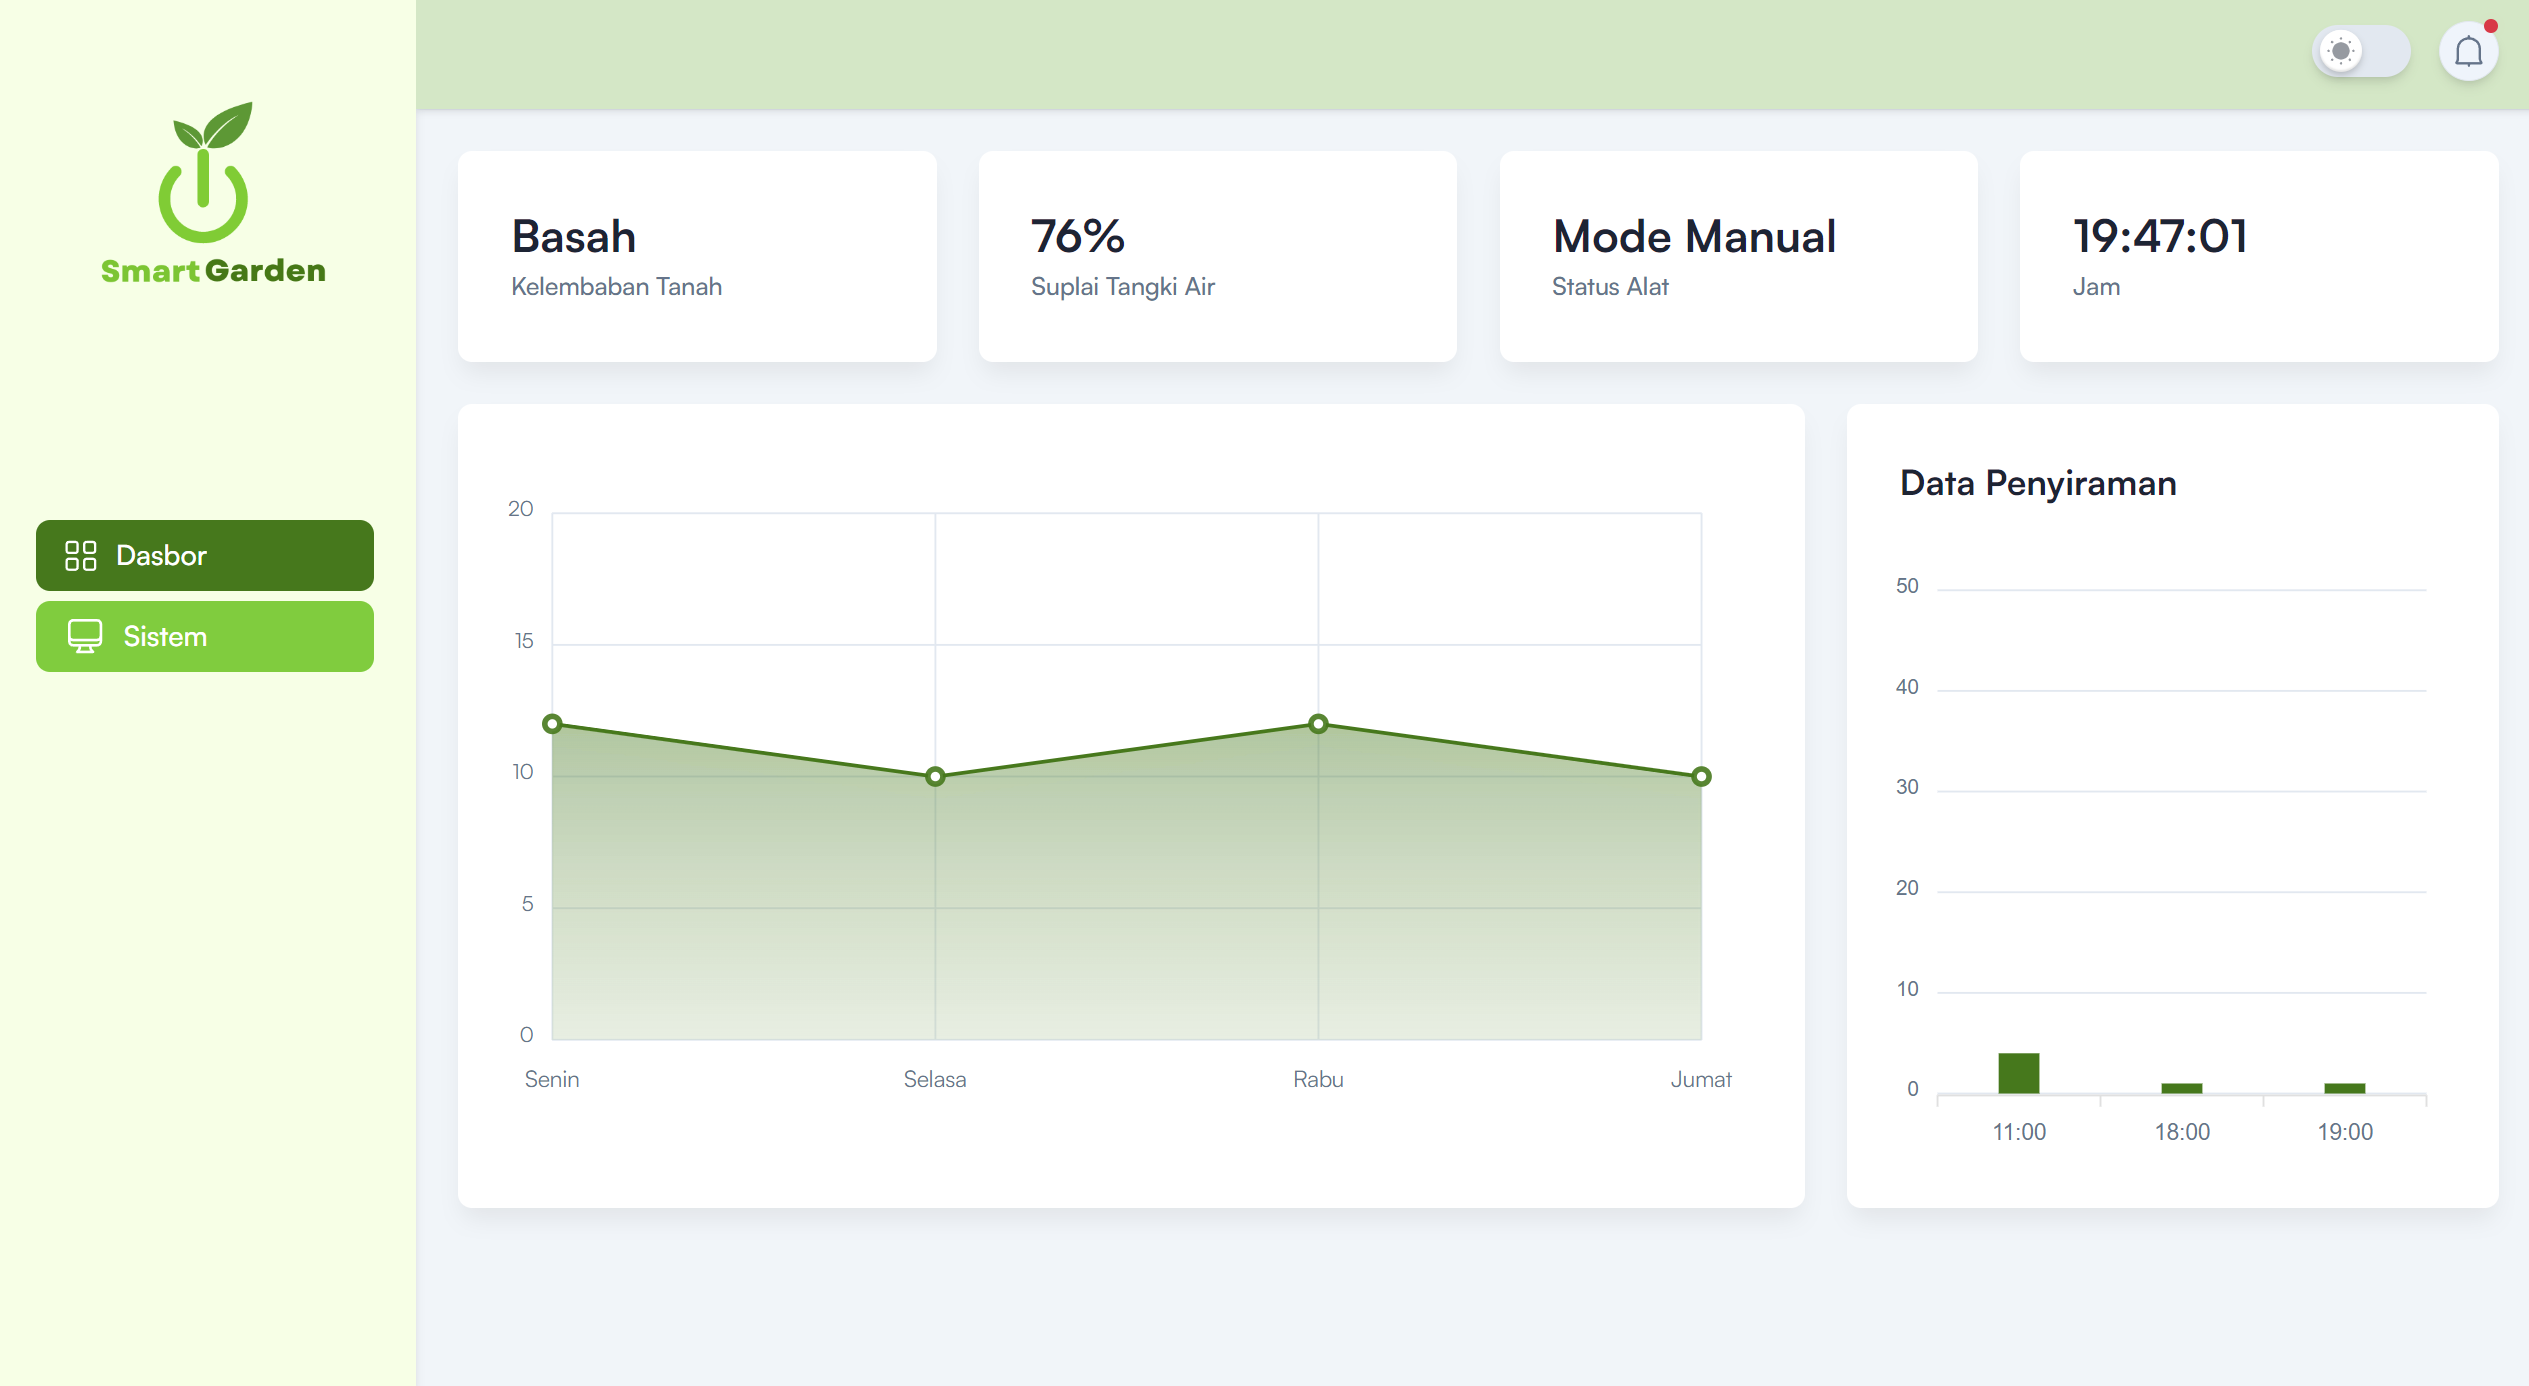 Smart Garden
Dasbor
Sistem
Basah
Kelembaban Tanah
76%
Suplai Tangki Air
Mode Manual
Status Alat
19:47:01
Jam
20
15
10
5
0
Senin Selasa Rabu Jumat
Data Penyiraman
50
40
30
20
10
0
11:00 18:00 19:00